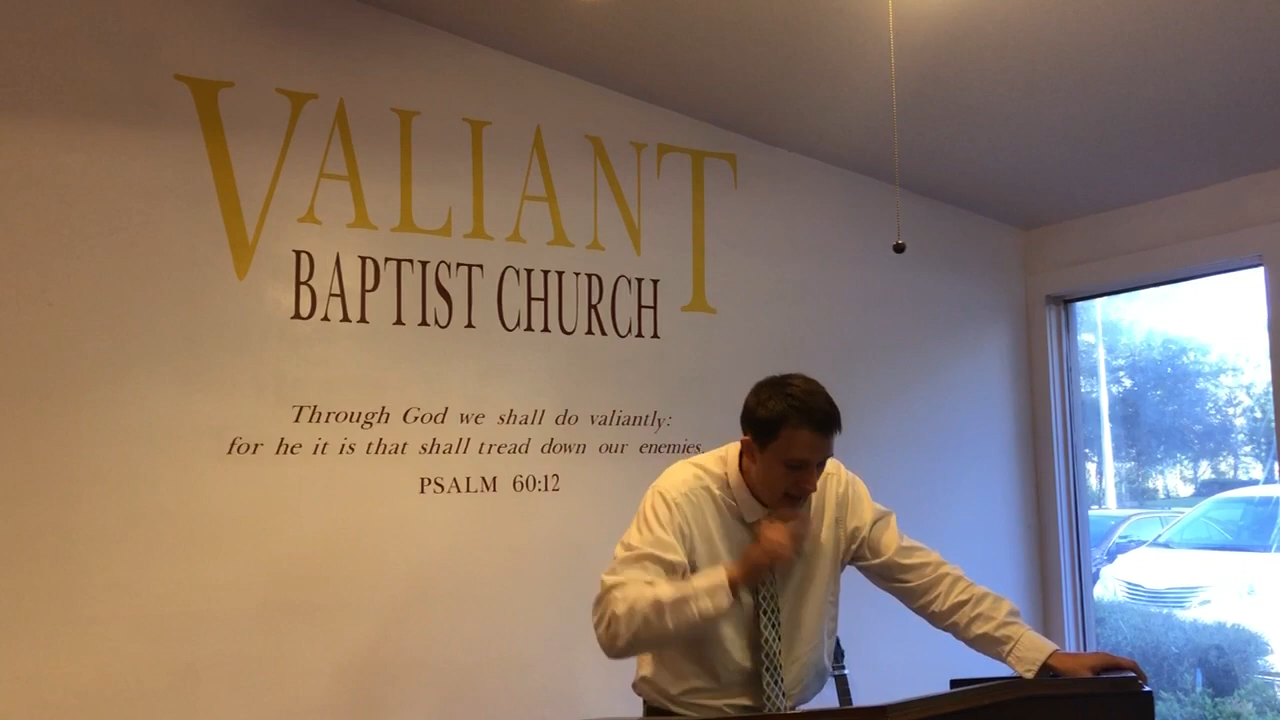 VALIANT
BAPTIST CHURCH
Through God we shall do valiantly:
for he it is that shall tread down our enemies.
PSALM 60:12